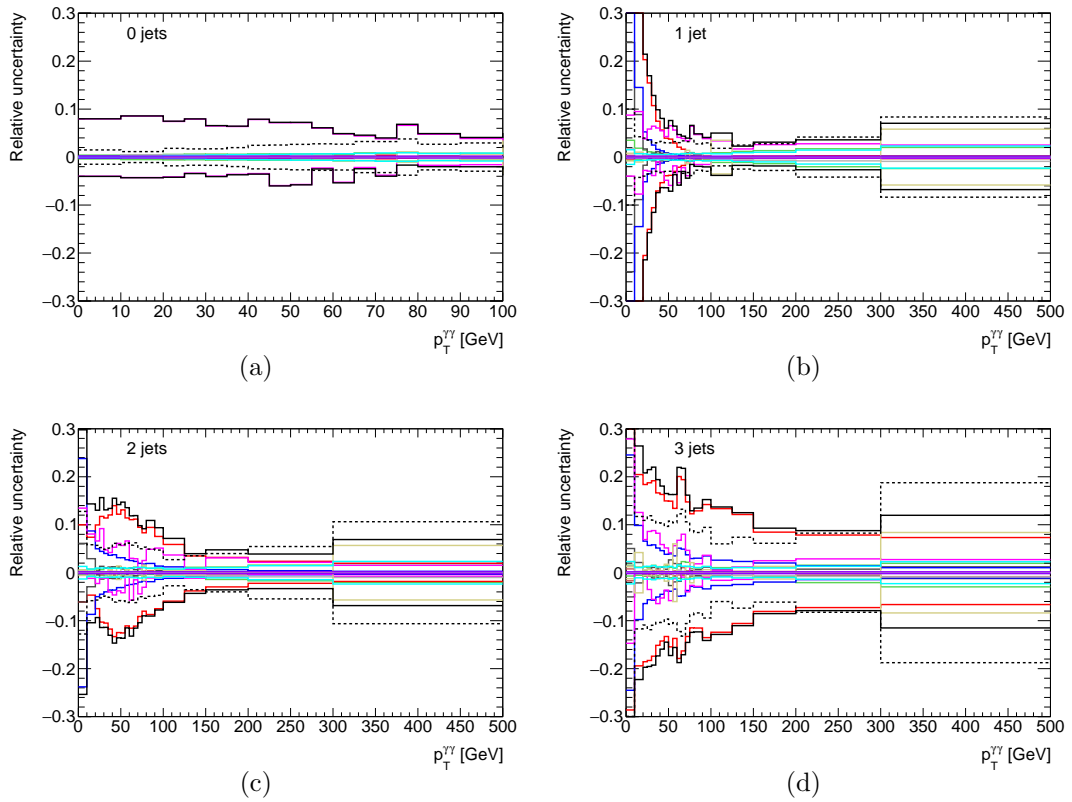 Relative uncertainty
0.3
0.2
0.1
0
−0.1
−0.2
−0.3
0 jets
0 10 20 30 40 50 60 70 80 90 100
p_T^γγ [GeV]
(a)
Relative uncertainty
0.3
0.2
0.1
0
−0.1
−0.2
−0.3
1 jet
0 50 100 150 200 250 300 350 400 450 500
p_T^γγ [GeV]
(b)
Relative uncertainty
0.3
0.2
0.1
0
−0.1
−0.2
−0.3
2 jets
0 50 100 150 200 250 300 350 400 450 500
p_T^γγ [GeV]
(c)
Relative uncertainty
0.3
0.2
0.1
0
−0.1
−0.2
−0.3
3 jets
0 50 100 150 200 250 300 350 400 450 500
p_T^γγ [GeV]
(d)